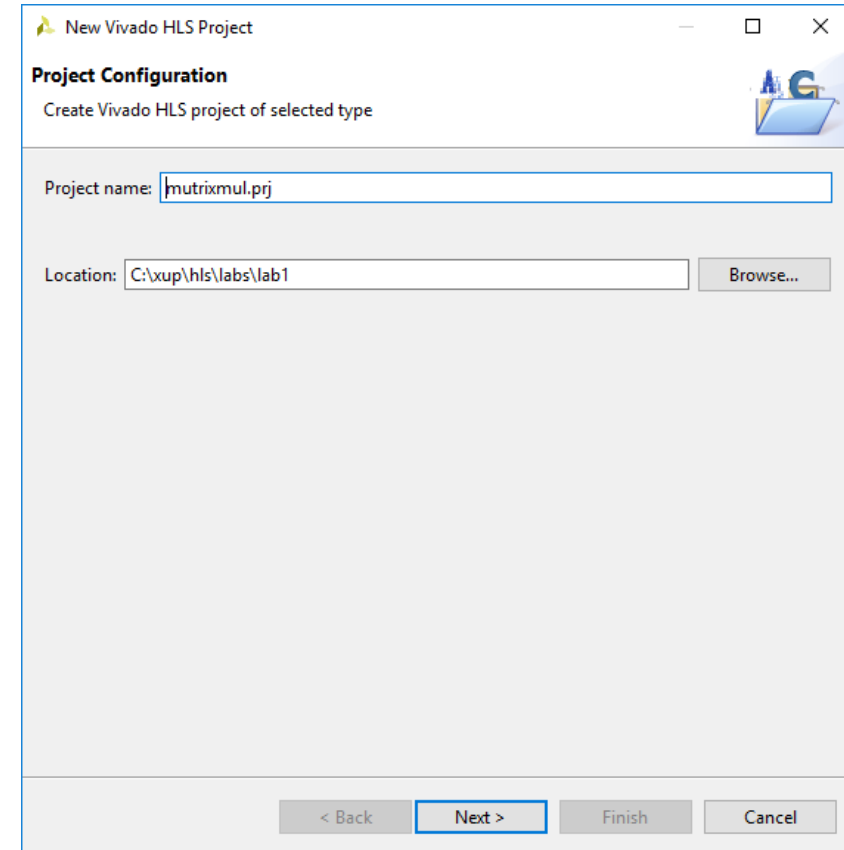 New Vivado HLS Project
Project Configuration
Create Vivado HLS project of selected type
Project name: mutrixmul.prj
Location: C:\xup\hls\labs\lab1 Browse...
< Back Next > Finish Cancel